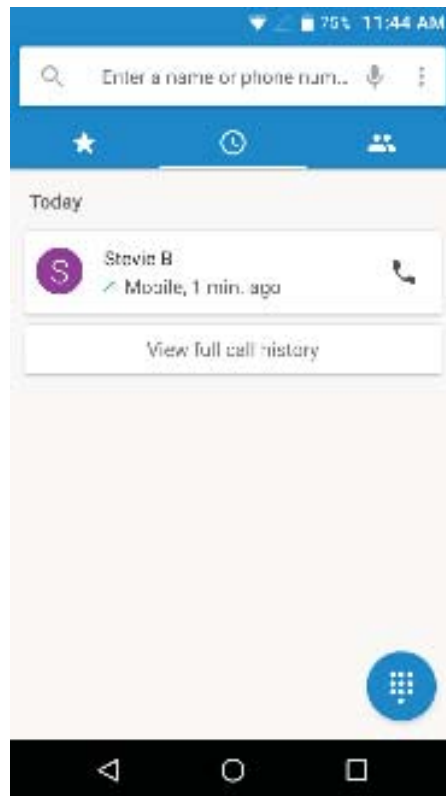 75% 11:44 AM
Enter a name or phone num...
Today
S
Stevie B
Mobile, 1 min. ago
View full call history